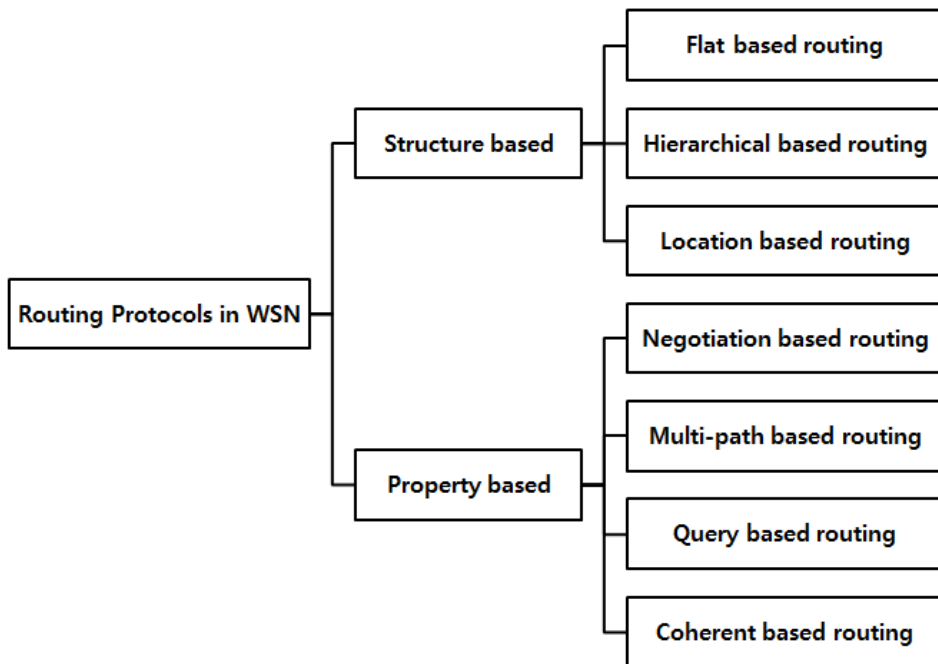 Routing Protocols in WSN
Structure based
Flat based routing
Hierarchical based routing
Location based routing
Property based
Negotiation based routing
Multi-path based routing
Query based routing
Coherent based routing